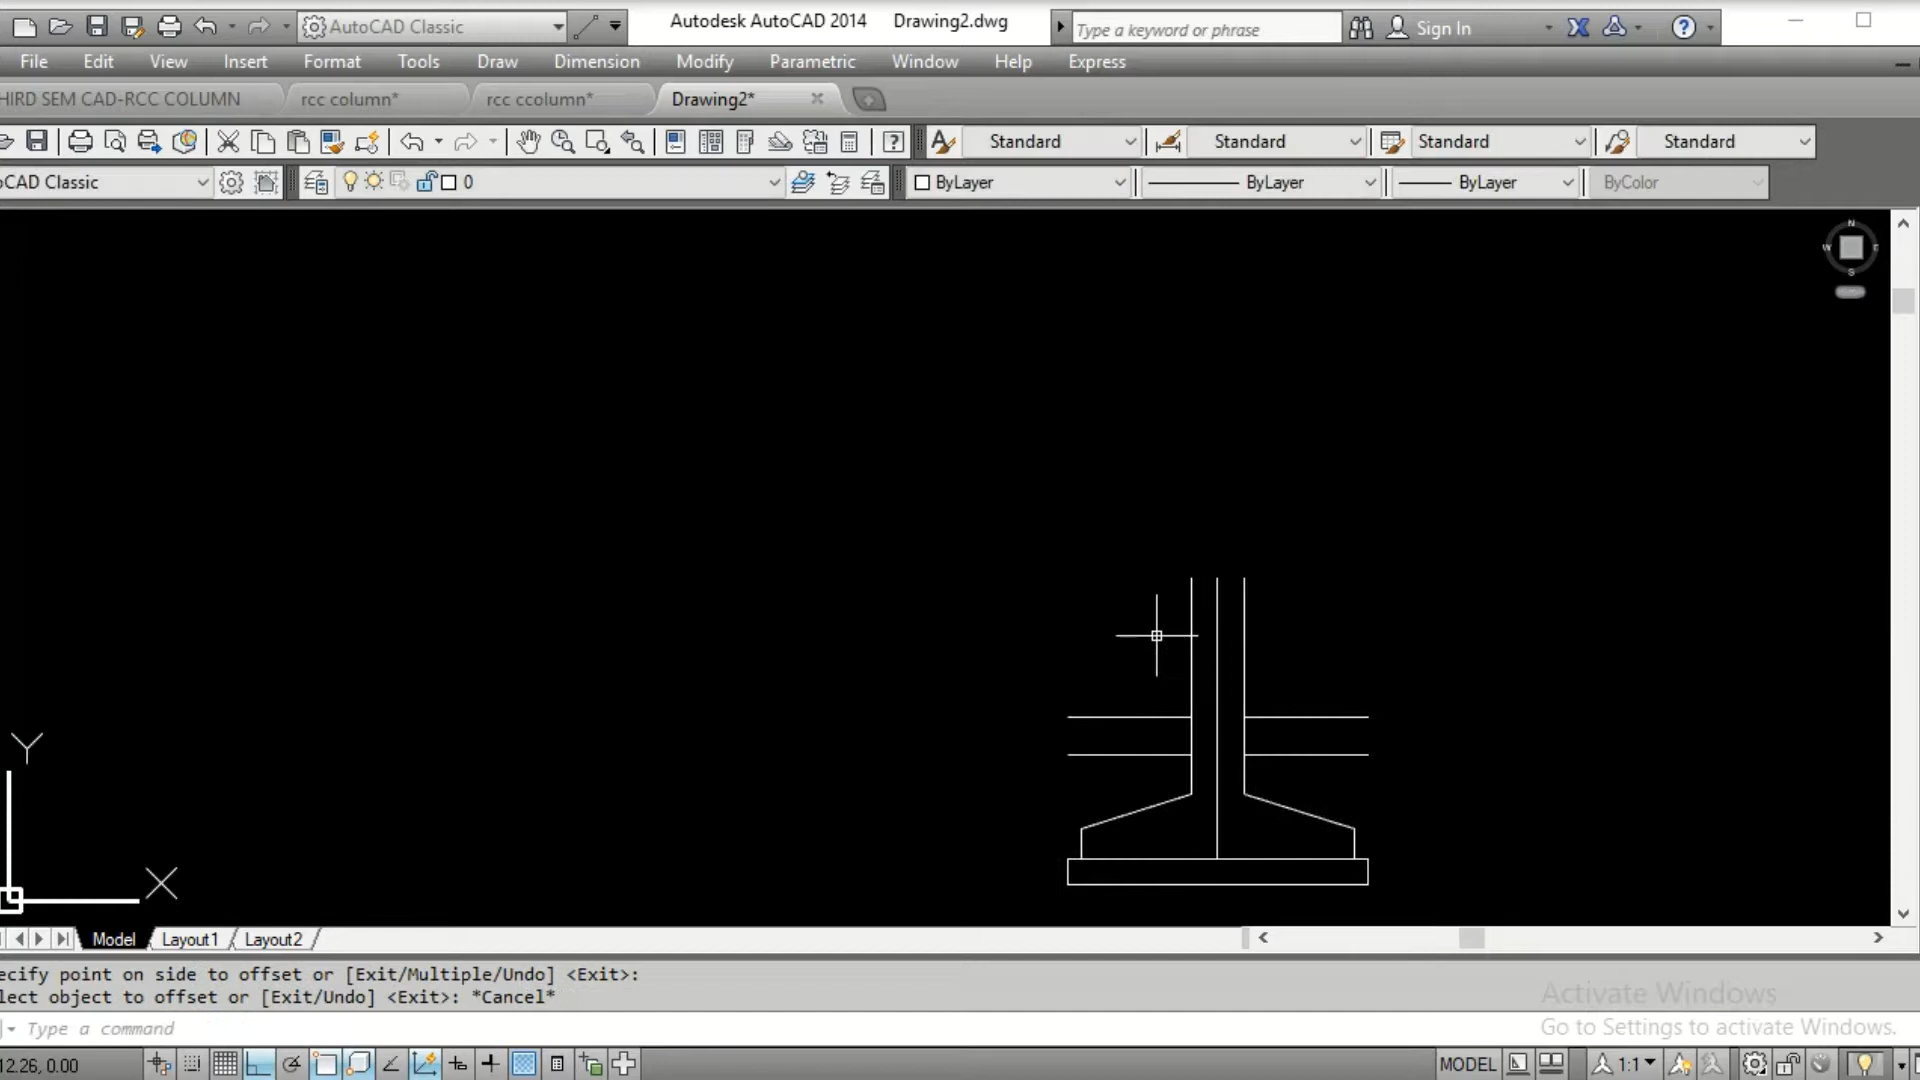 AutoCAD Classic
Autodesk AutoCAD 2014 Drawing2.dwg
Type a keyword or phrase
Sign In
File Edit View Insert Format Tools Draw Dimension Modify Parametric Window Help Express
HIRD SEM CAD-RCC COLUMN rcc column* rcc ccolumn* Drawing2*
Standard Standard Standard Standard
oCAD Classic 0 ByLayer ByLayer ByLayer ByColor
N
W
S
Y
X
Model Layout1 Layout2
ecify point on side to offset or [Exit/Multiple/Undo] <Exit>:
lect object to offset or [Exit/Undo] <Exit>: *Cancel*
Type a command
Activate Windows
Go to Settings to activate Windows.
12.26, 0.00 MODEL 1:1